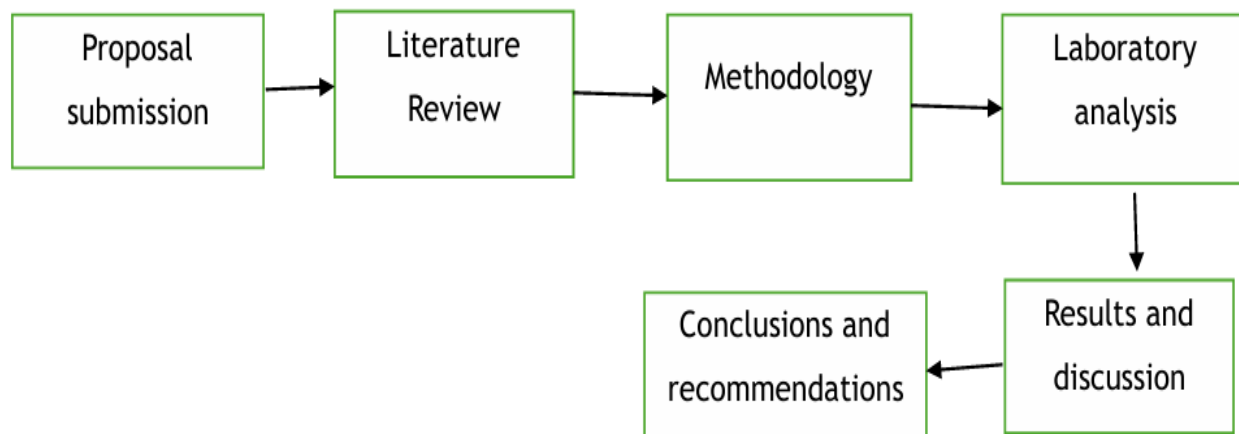 Proposal
submission
Literature
Review
Methodology
Laboratory
analysis
Results and
discussion
Conclusions and
recommendations